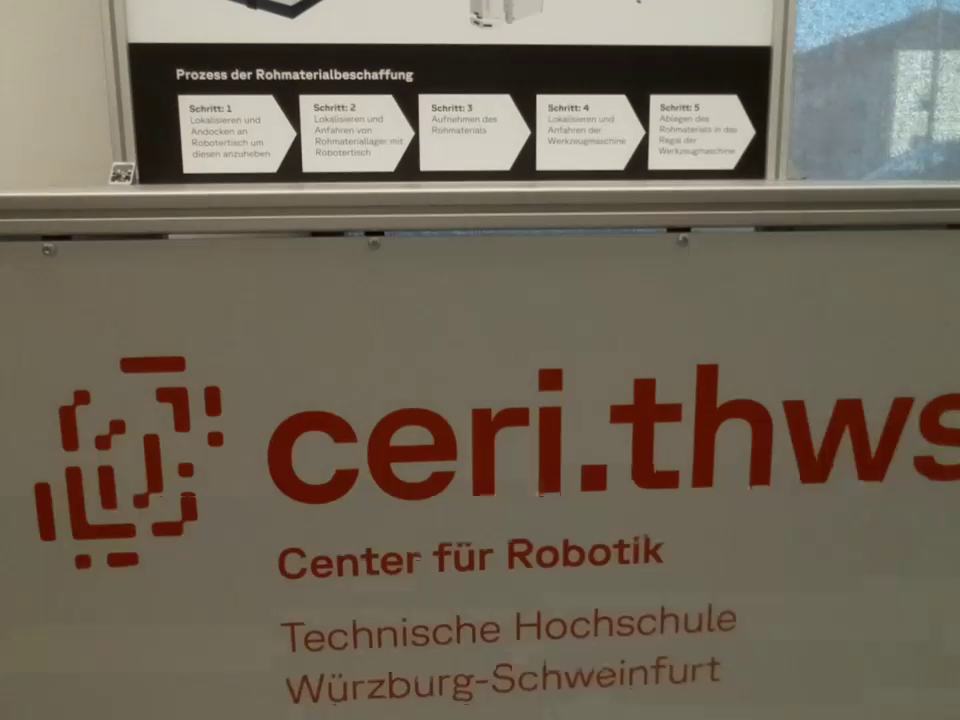 Prozess der Rohmaterialbeschaffung
Schritt: 1
Lokalisieren und
Andocken an
Robotertisch um
diesen anzuheben
Schritt: 2
Lokalisieren und
Anfahren von
Rohmateriallager mit
Robotertisch
Schritt: 3
Aufnehmen des
Rohmaterials
Schritt: 4
Lokalisieren und
Anfahren der
Werkzeugmaschine
Schritt: 5
Ablegen des
Rohmaterials in das
Regal der
Werkzeugmaschine
ceri.thws
Center für Robotik
Technische Hochschule
Würzburg-Schweinfurt